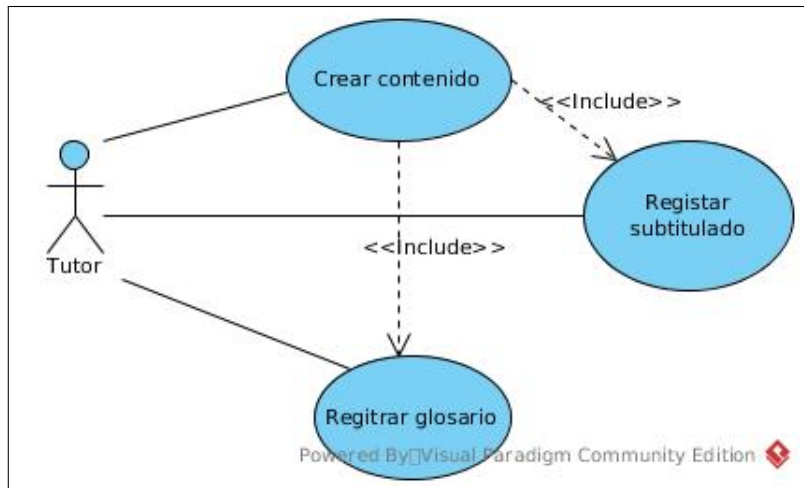 Crear contenido
<<Include>>
Registar
subtitulado
<<Include>>
Tutor
Regitrar glosario
Powered By Visual Paradigm Community Edition